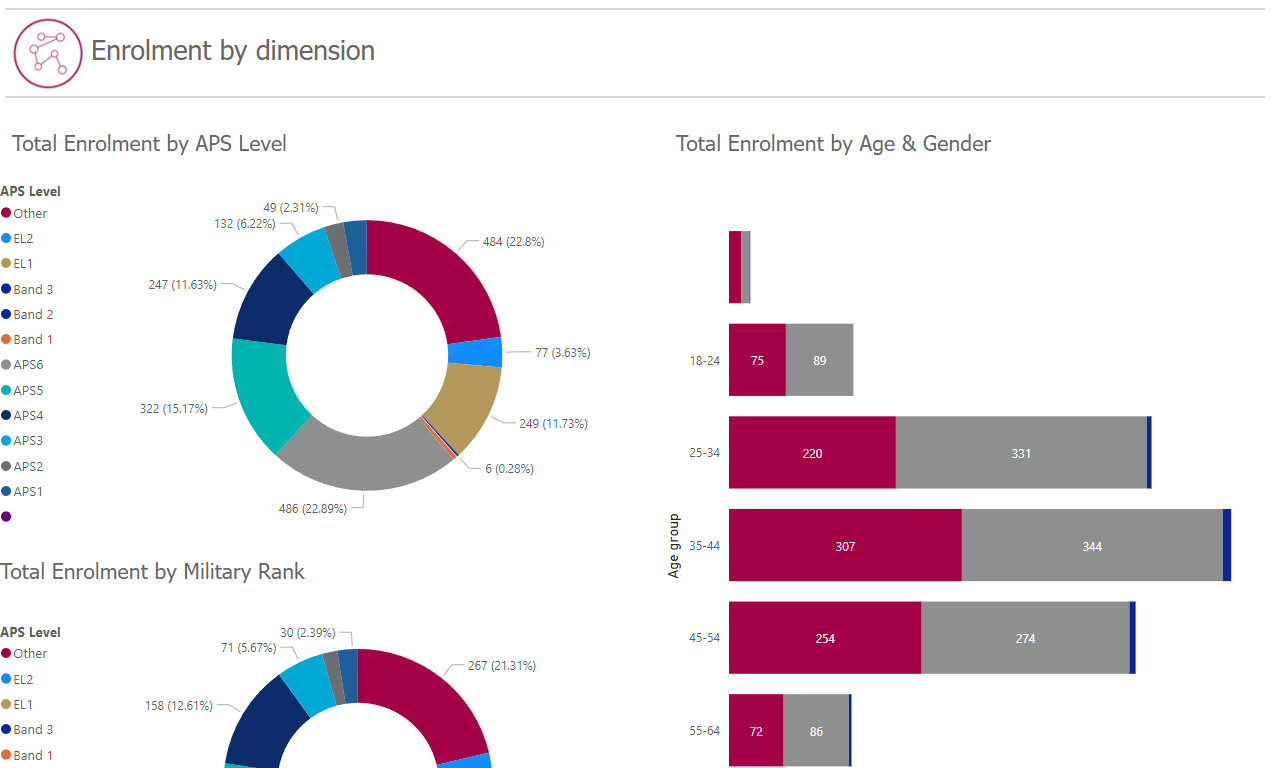 Enrolment by dimension
Total Enrolment by APS Level
APS Level
Other
EL2
EL1
Band 3
Band 2
Band 1
APS6
APS5
APS4
APS3
APS2
APS1
49 (2.31%)
132 (6.22%)
247 (11.63%)
322 (15.17%)
486 (22.89%)
484 (22.8%)
77 (3.63%)
249 (11.73%)
6 (0.28%)
Total Enrolment by Military Rank
APS Level
Other
EL2
EL1
Band 3
Band 1
30 (2.39%)
71 (5.67%)
158 (12.61%)
267 (21.31%)
Total Enrolment by Age & Gender
Age group
18-24 75 89
25-34 220 331
35-44 307 344
45-54 254 274
55-64 72 86